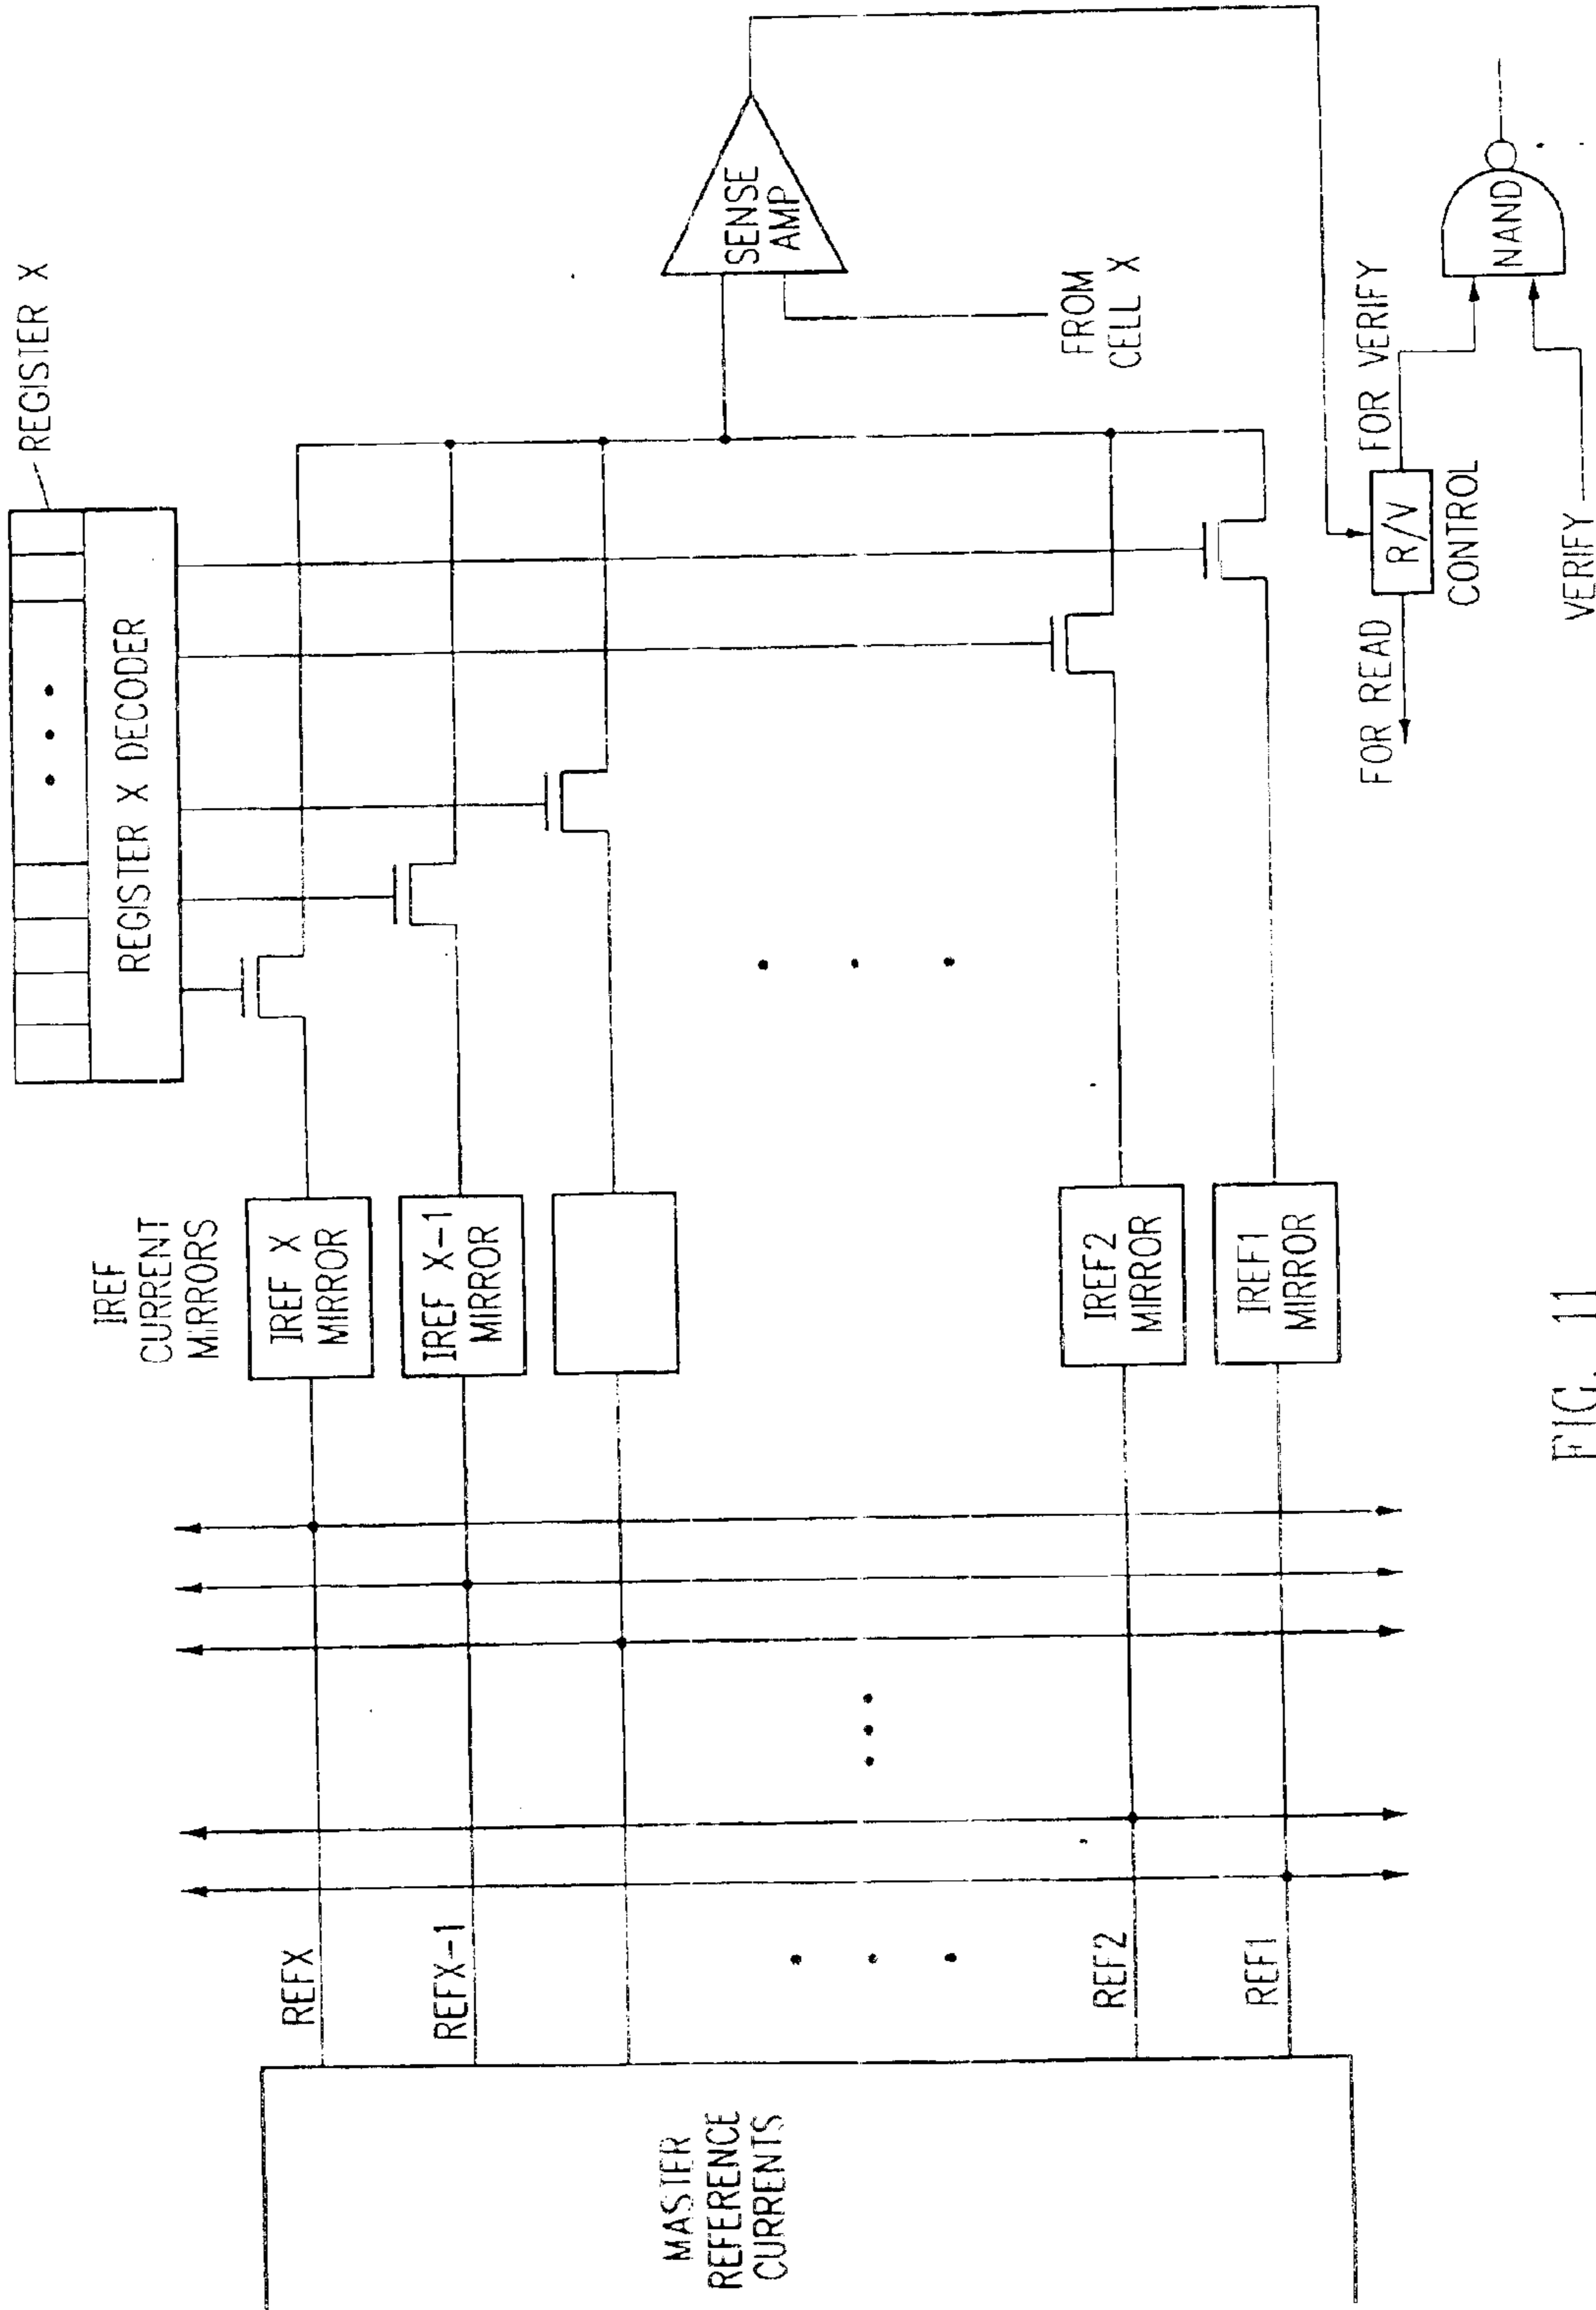 REGISTER X
REGISTER X DECODER
IREF
CURRENT
MIRRORS
IREF X
MIRROR
IREF X-1
MIRROR
IREF2
MIRROR
IREF1
MIRROR
REFX
REFX-1
REF2
REF1
MASTER
REFERENCE
CURRENTS
SENSE
AMP
FROM
CELL X
FOR READ
R/V
CONTROL
FOR VERIFY
VERIFY
NAND
FIG. 11